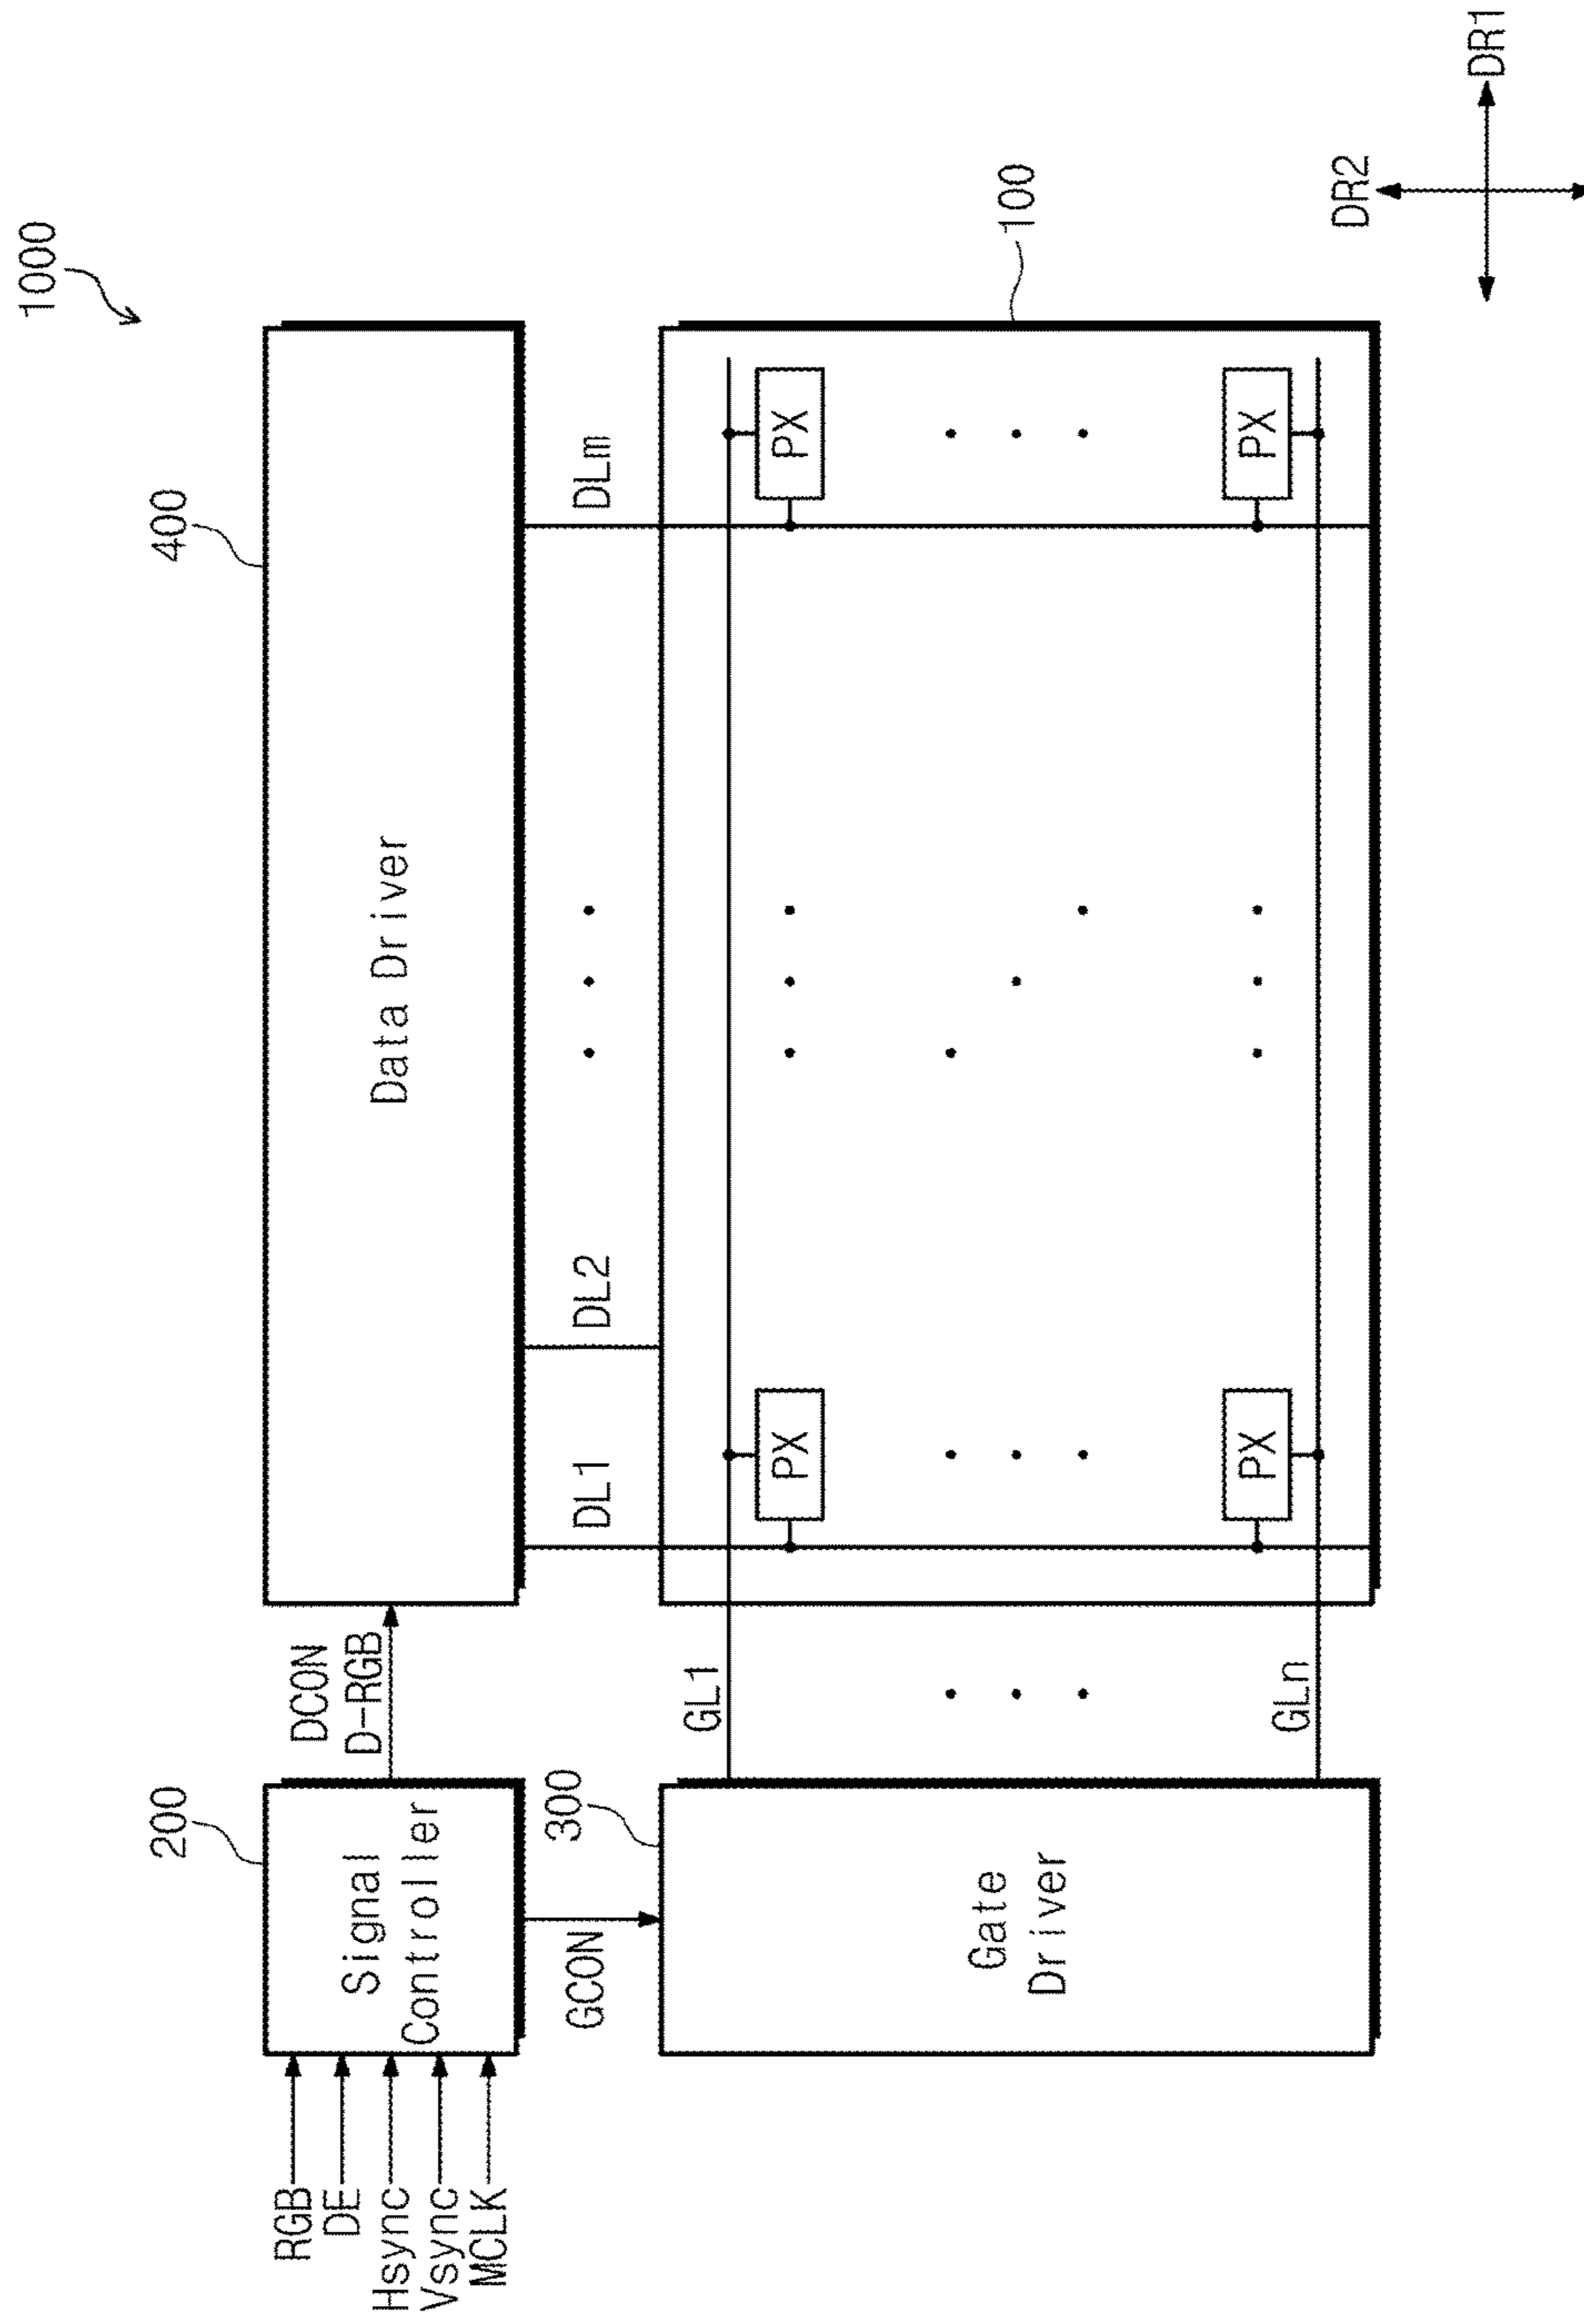 1000
400
Data Driver
200
Signal
Controller
DCON
D-RGB
RGB
DE
Hsync
Vsync
MCLK
GCON
DL1
DL2
DLm
300
Gate
Driver
GL1
GLn
100
PX
PX
PX
PX
DR2
DR1